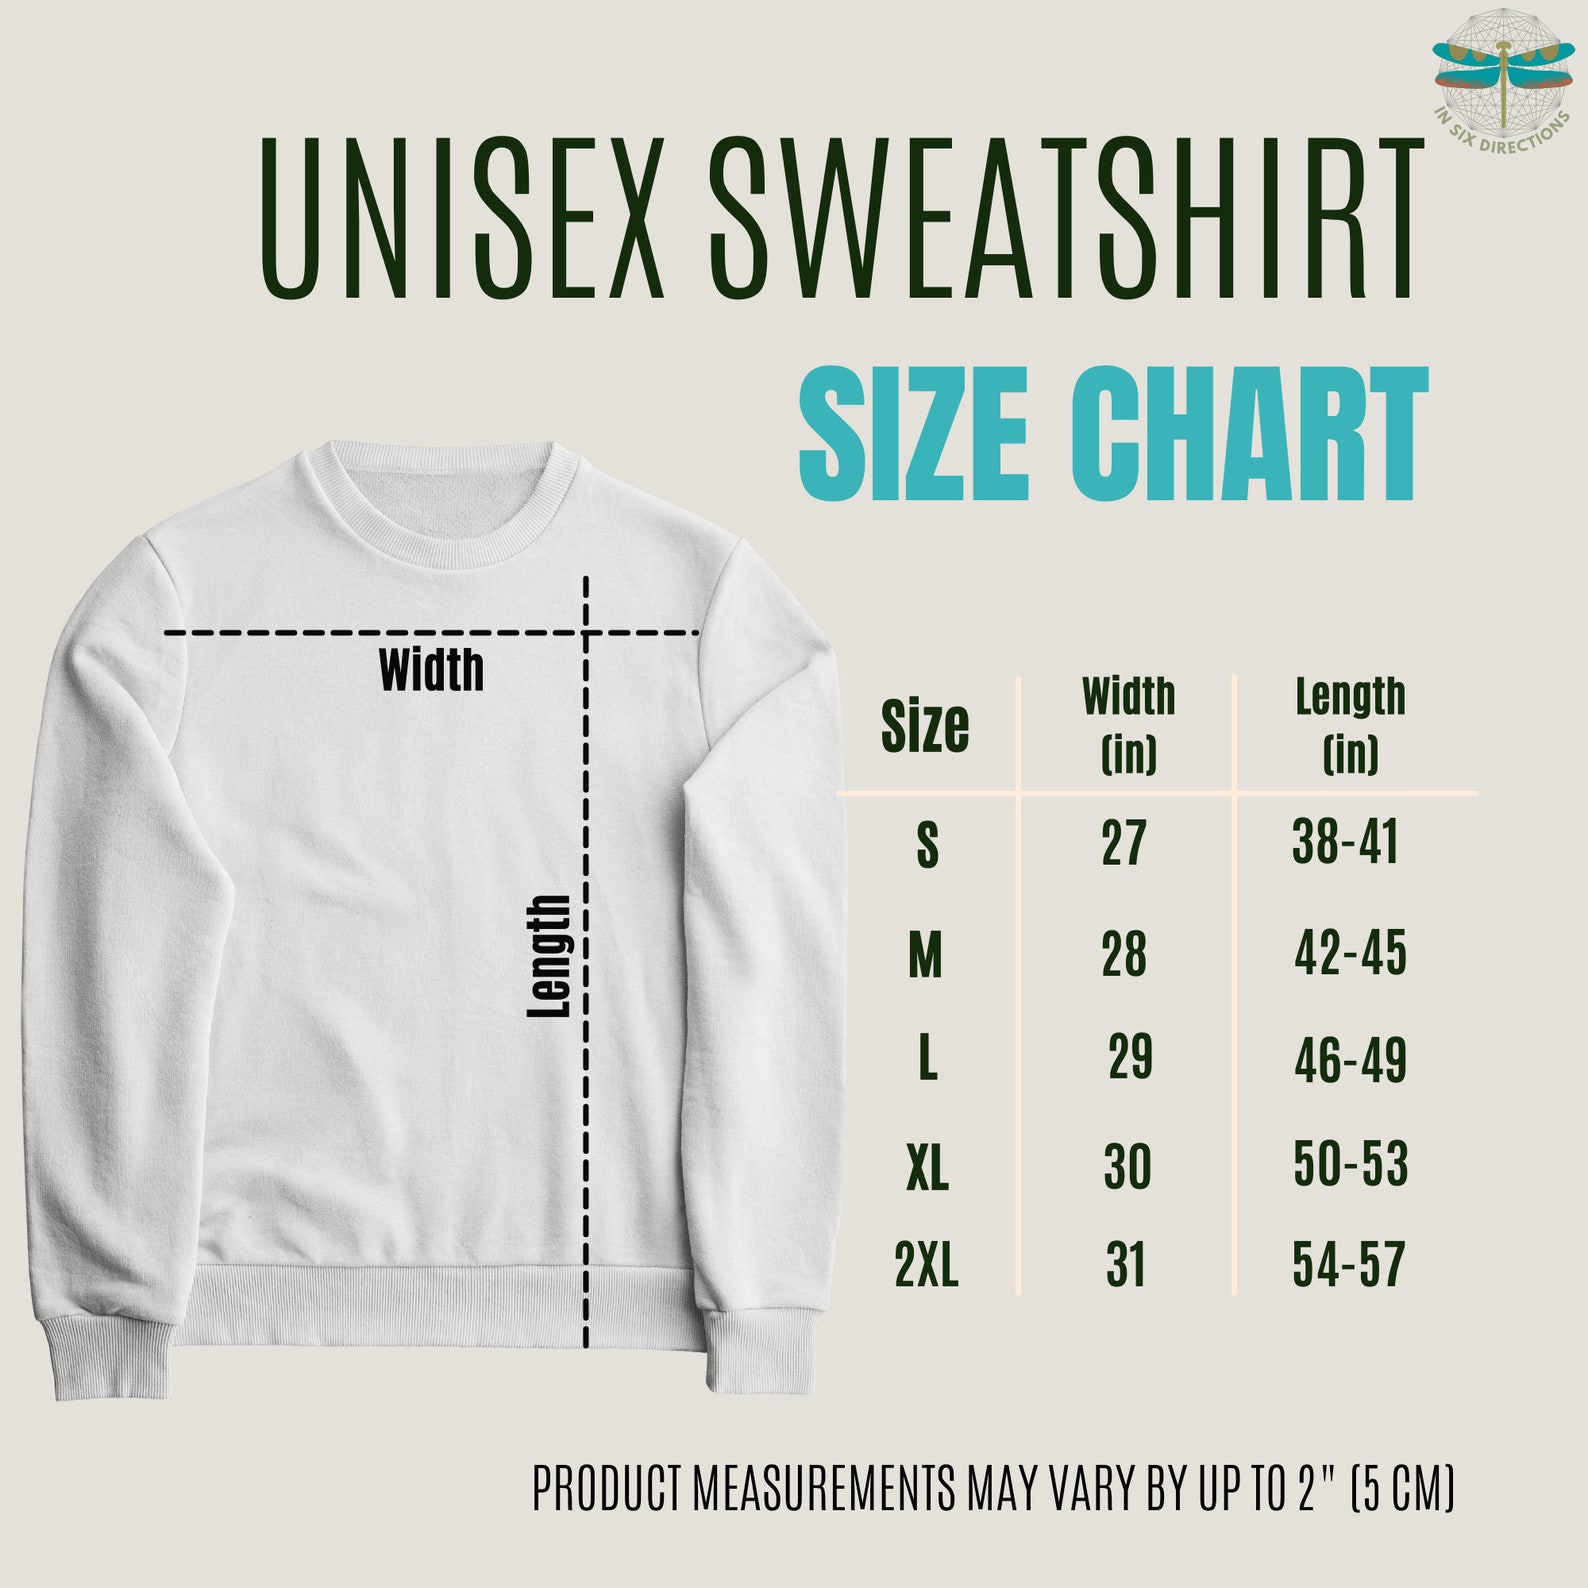 IN SIX DIRECTIONS
UNISEX SWEATSHIRT
SIZE CHART
Width
Length
Size Width (in) Length (in)
S 27 38-41
M 28 42-45
L 29 46-49
XL 30 50-53
2XL 31 54-57
PRODUCT MEASUREMENTS MAY VARY BY UP TO 2" (5 CM)